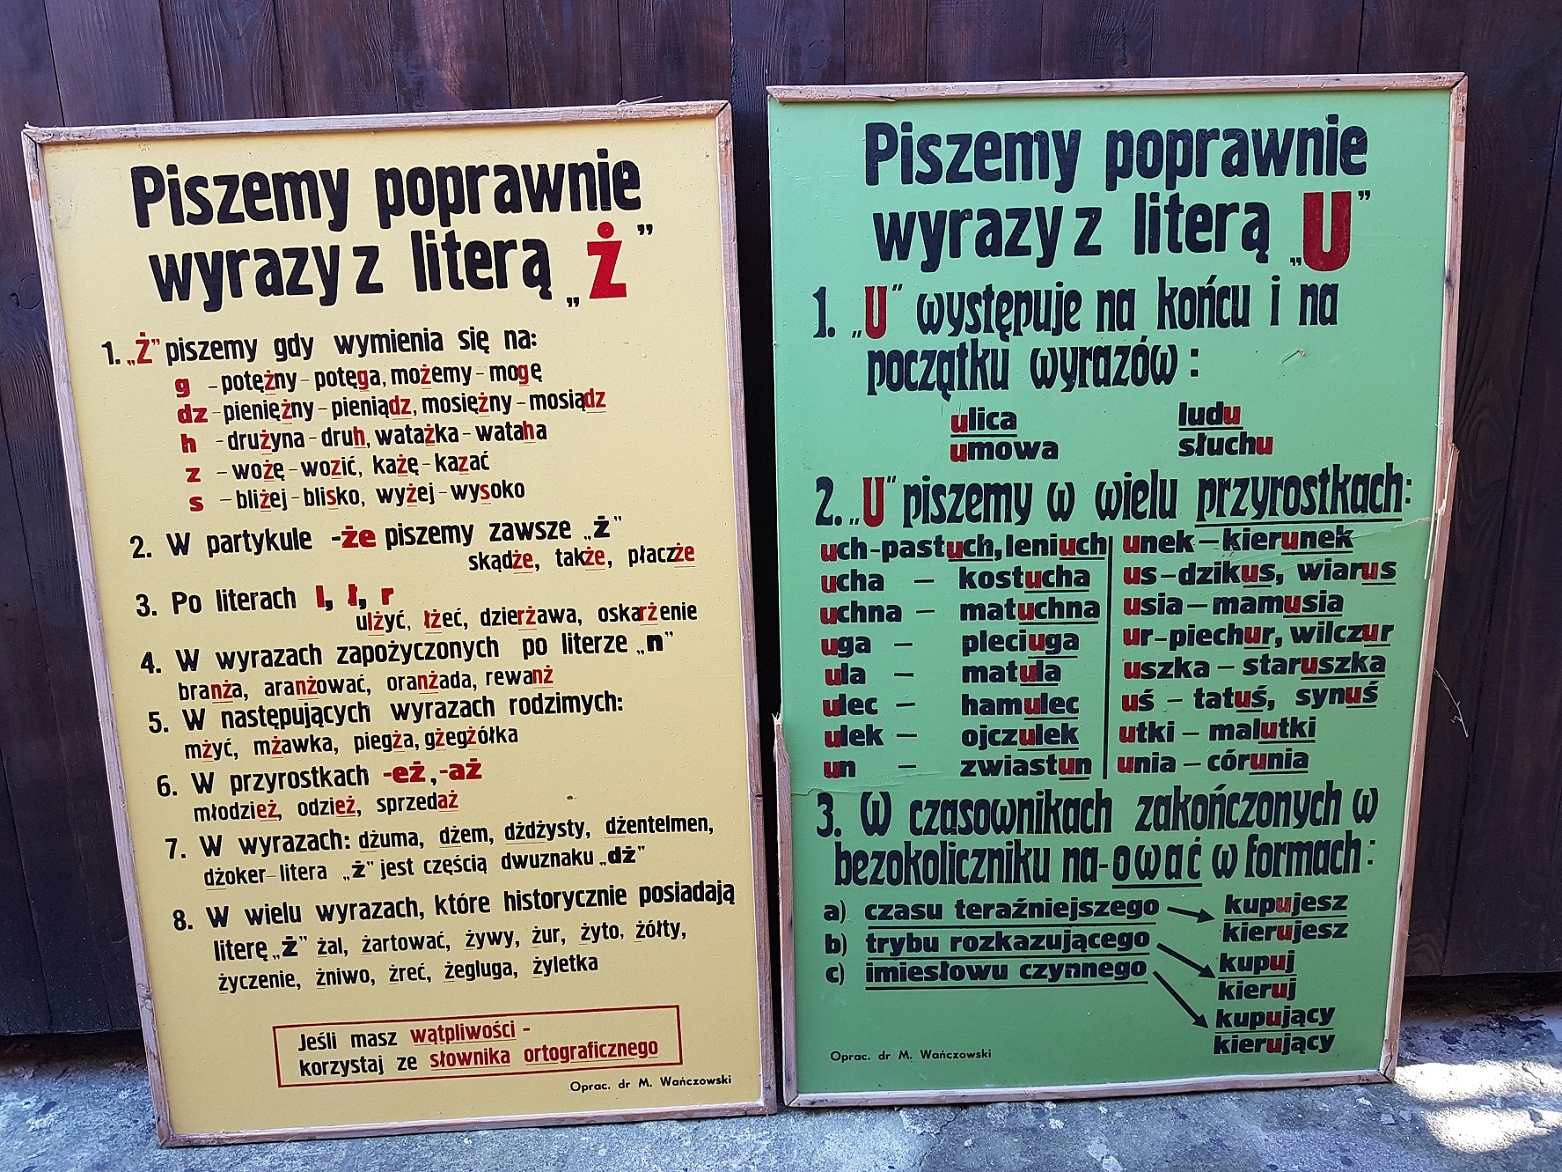 Piszemy poprawnie
wyrazy z literą „Ż”
1. „Ż” piszemy gdy wymienia się na:
g - potężny - potęga, możemy - mogę
dz - pieniężny - pieniądz, mosiężny - mosiądz
h - drużyna - druh, watażka - wataha
z - wożę - wozić, każę - kazać
s - bliżej - blisko, wyżej - wysoko
2. W partykule -że piszemy zawsze „ż”
skądże, także, płaczże
3. Po literach l, ł, r
ulżyć, łżeć, dzierżawa, oskarżenie
4. W wyrazach zapożyczonych po literze „n”
branża, aranżować, oranżada, rewanż
5. W następujących wyrazach rodzimych:
mżyć, mżawka, piegża, gżegżółka
6. W przyrostkach -eż, -aż
młodzież, odzież, sprzedaż
7. W wyrazach: dżuma, dżem, dżdżysty, dżentelmen,
dżoker - litera „ż” jest częścią dwuznaku „dż”
8. W wielu wyrazach, które historycznie posiadają
literę „ż” żal, żartować, żywy, żur, żyto, żółty,
życzenie, żniwo, żreć, żegluga, żyletka
Jeśli masz wątpliwości -
korzystaj ze słownika ortograficznego
Oprac. dr M. Wańczowski
Piszemy poprawnie
wyrazy z literą „U”
1. „U” występuje na końcu i na
początku wyrazów :
ulica ludu
umowa słuchu
2. „U” piszemy w wielu przyrostkach:
uch - pastuch, leniuch
ucha - kostucha
uchna - matuchna
uga - pleciuga
ula - matula
ulec - hamulec
ulek - ojczulek
un - zwiastun
unek - kierunek
us - dzikus, wiarus
usia - mamusia
ur - piechur, wilczur
uszka - staruszka
uś - tatuś, synuś
utki - malutki
unia - córunia
3. W czasownikach zakończonych w
bezokoliczniku na -ować w formach :
a) czasu teraźniejszego
b) trybu rozkazującego
c) imiesłowu czynnego
kupujesz
kierujesz
kupuj
kieruj
kupujący
kierujący
Oprac. dr M. Wańczowski